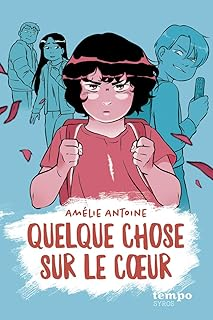 AMÉLIE ANTOINE
QUELQUE CHOSE
SUR LE CŒUR
tempo
SYROS